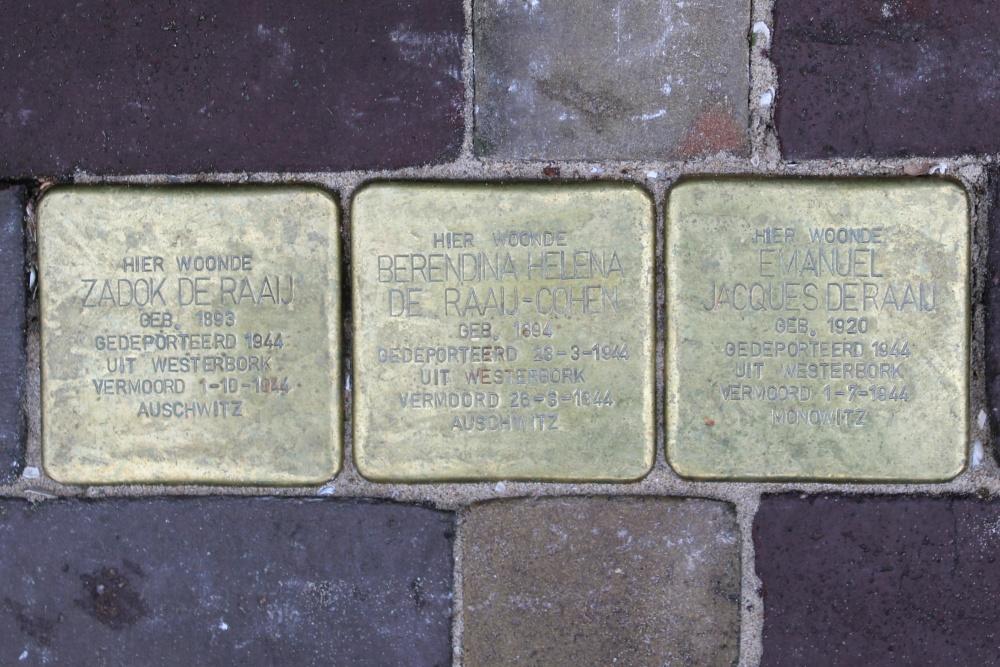 HIER WOONDE
ZADOK DE RAAIJ
GEB. 1893
GEDEPORTEERD 1944
UIT WESTERBORK
VERMOORD 1-10-1944
AUSCHWITZ
HIER WOONDE
BERENDINA HELENA
DE RAAIJ-COHEN
GEB. 1894
GEDEPORTEERD 23-3-1944
UIT WESTERBORK
VERMOORD 26-3-1944
AUSCHWITZ
HIER WOONDE
EMANUEL
JACQUES DE RAAIJ
GEB. 1920
GEDEPORTEERD 1944
UIT WESTERBORK
VERMOORD 1-7-1944
MONOWITZ